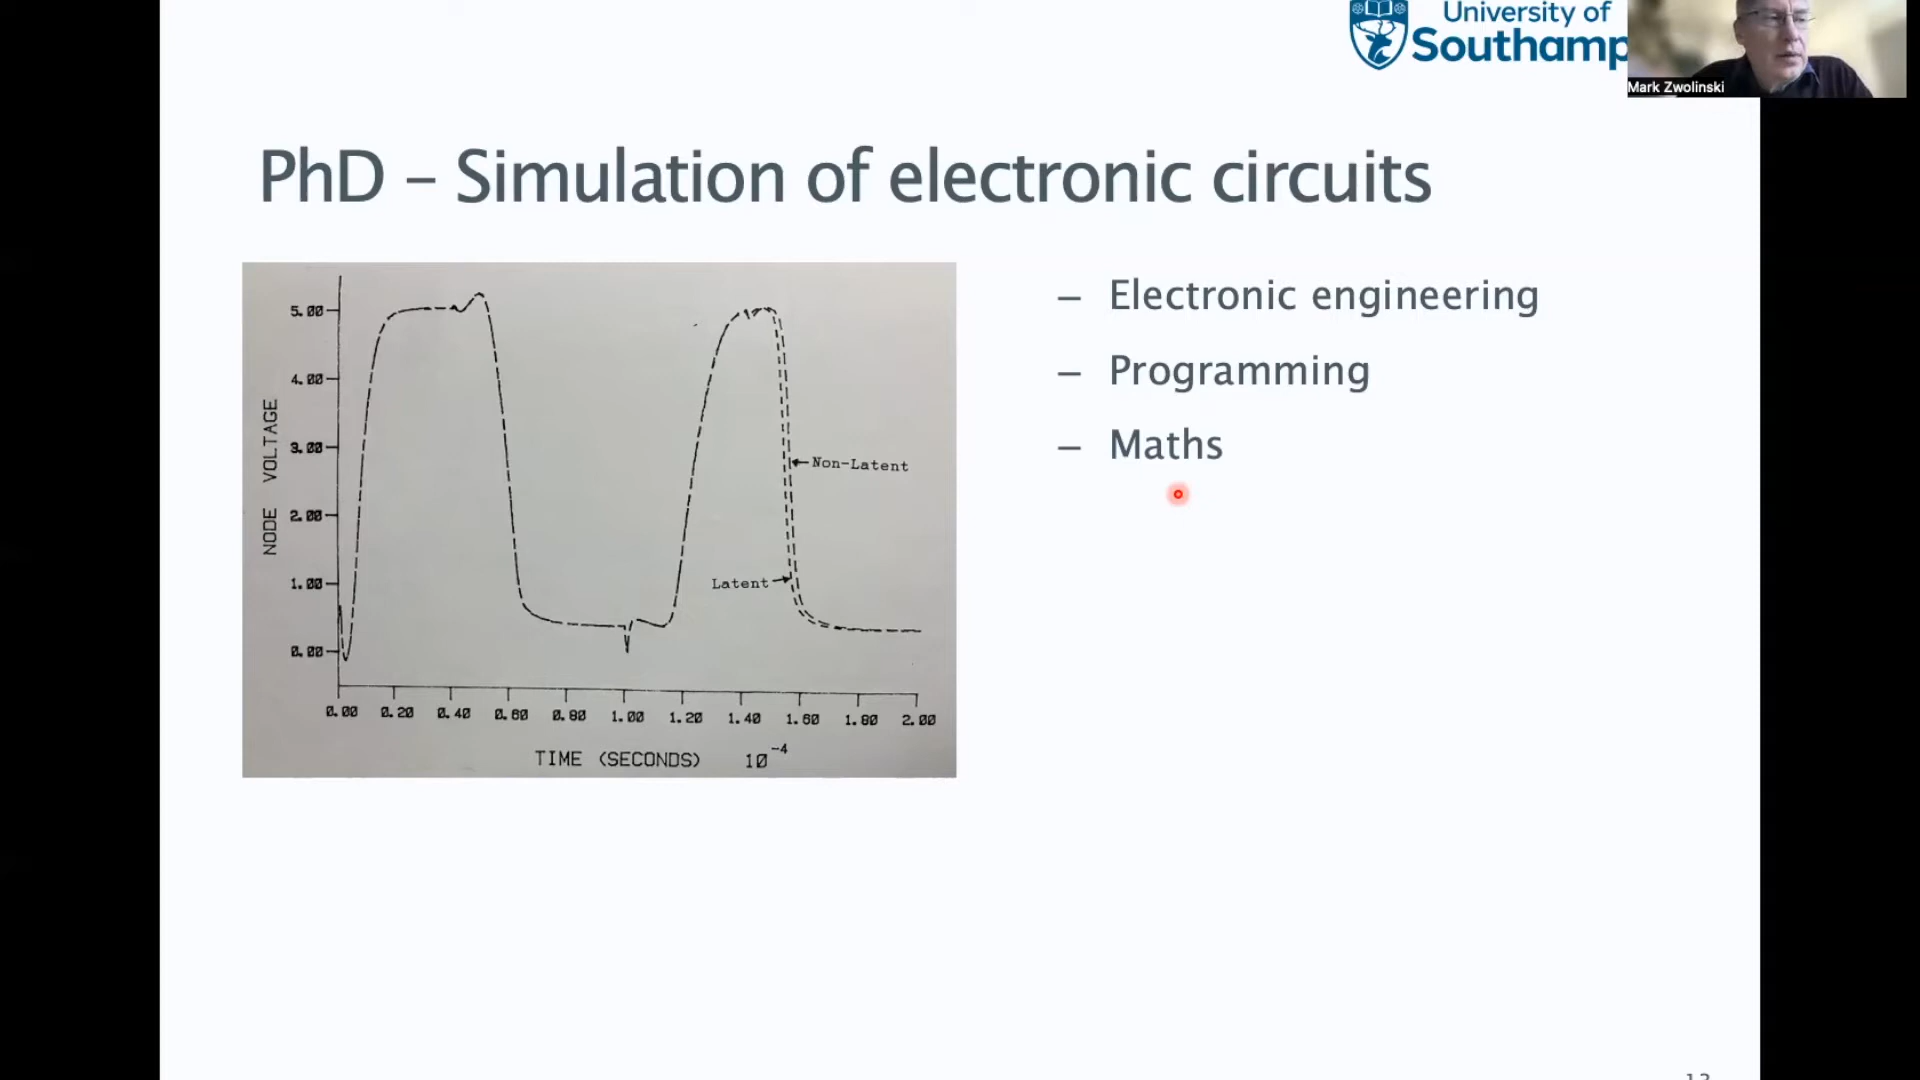 University of
Southamp
Mark Zwolinski
PhD – Simulation of electronic circuits
– Electronic engineering
– Programming
– Maths
NODE VOLTAGE
5.00
4.00
3.00
2.00
1.00
0.00
Non-Latent
Latent
0.00 0.20 0.40 0.60 0.80 1.00 1.20 1.40 1.60 1.80 2.00
TIME (SECONDS) 10⁻⁴